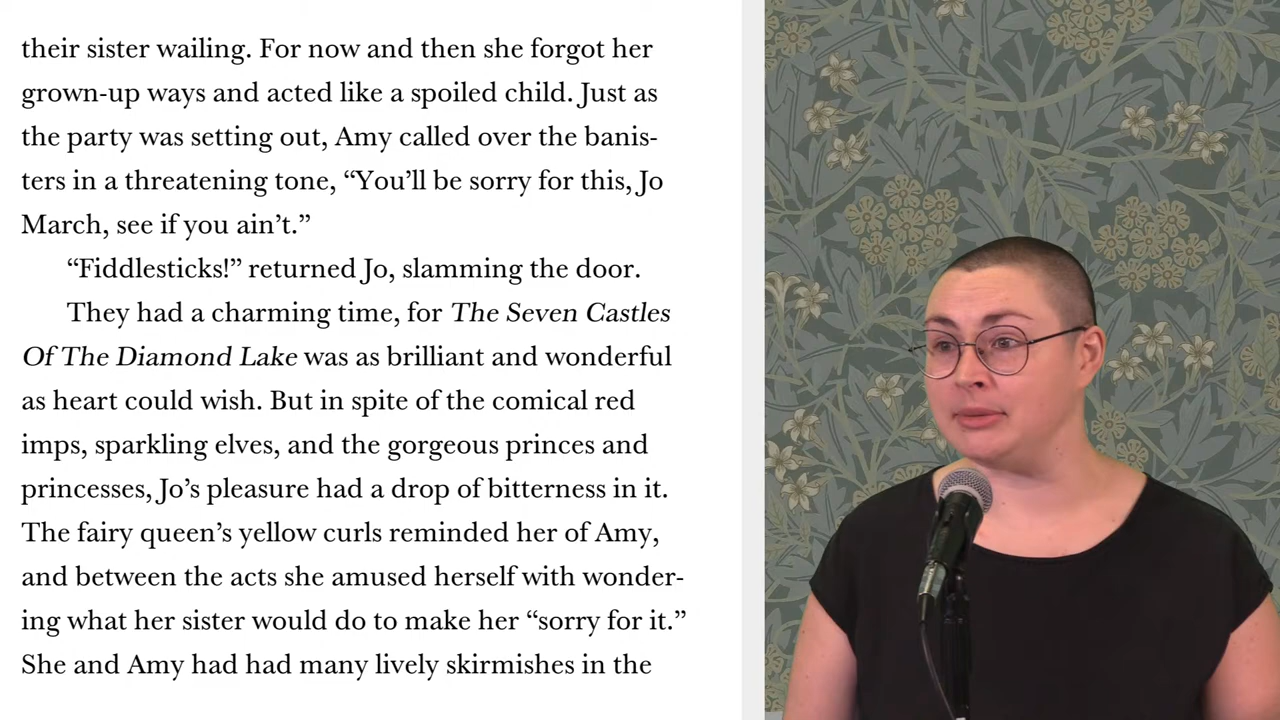 their sister wailing. For now and then she forgot her
grown-up ways and acted like a spoiled child. Just as
the party was setting out, Amy called over the banis-
ters in a threatening tone, “You’ll be sorry for this, Jo
March, see if you ain’t.”
“Fiddlesticks!” returned Jo, slamming the door.
They had a charming time, for The Seven Castles
Of The Diamond Lake was as brilliant and wonderful
as heart could wish. But in spite of the comical red
imps, sparkling elves, and the gorgeous princes and
princesses, Jo’s pleasure had a drop of bitterness in it.
The fairy queen’s yellow curls reminded her of Amy,
and between the acts she amused herself with wonder-
ing what her sister would do to make her “sorry for it.”
She and Amy had had many lively skirmishes in the